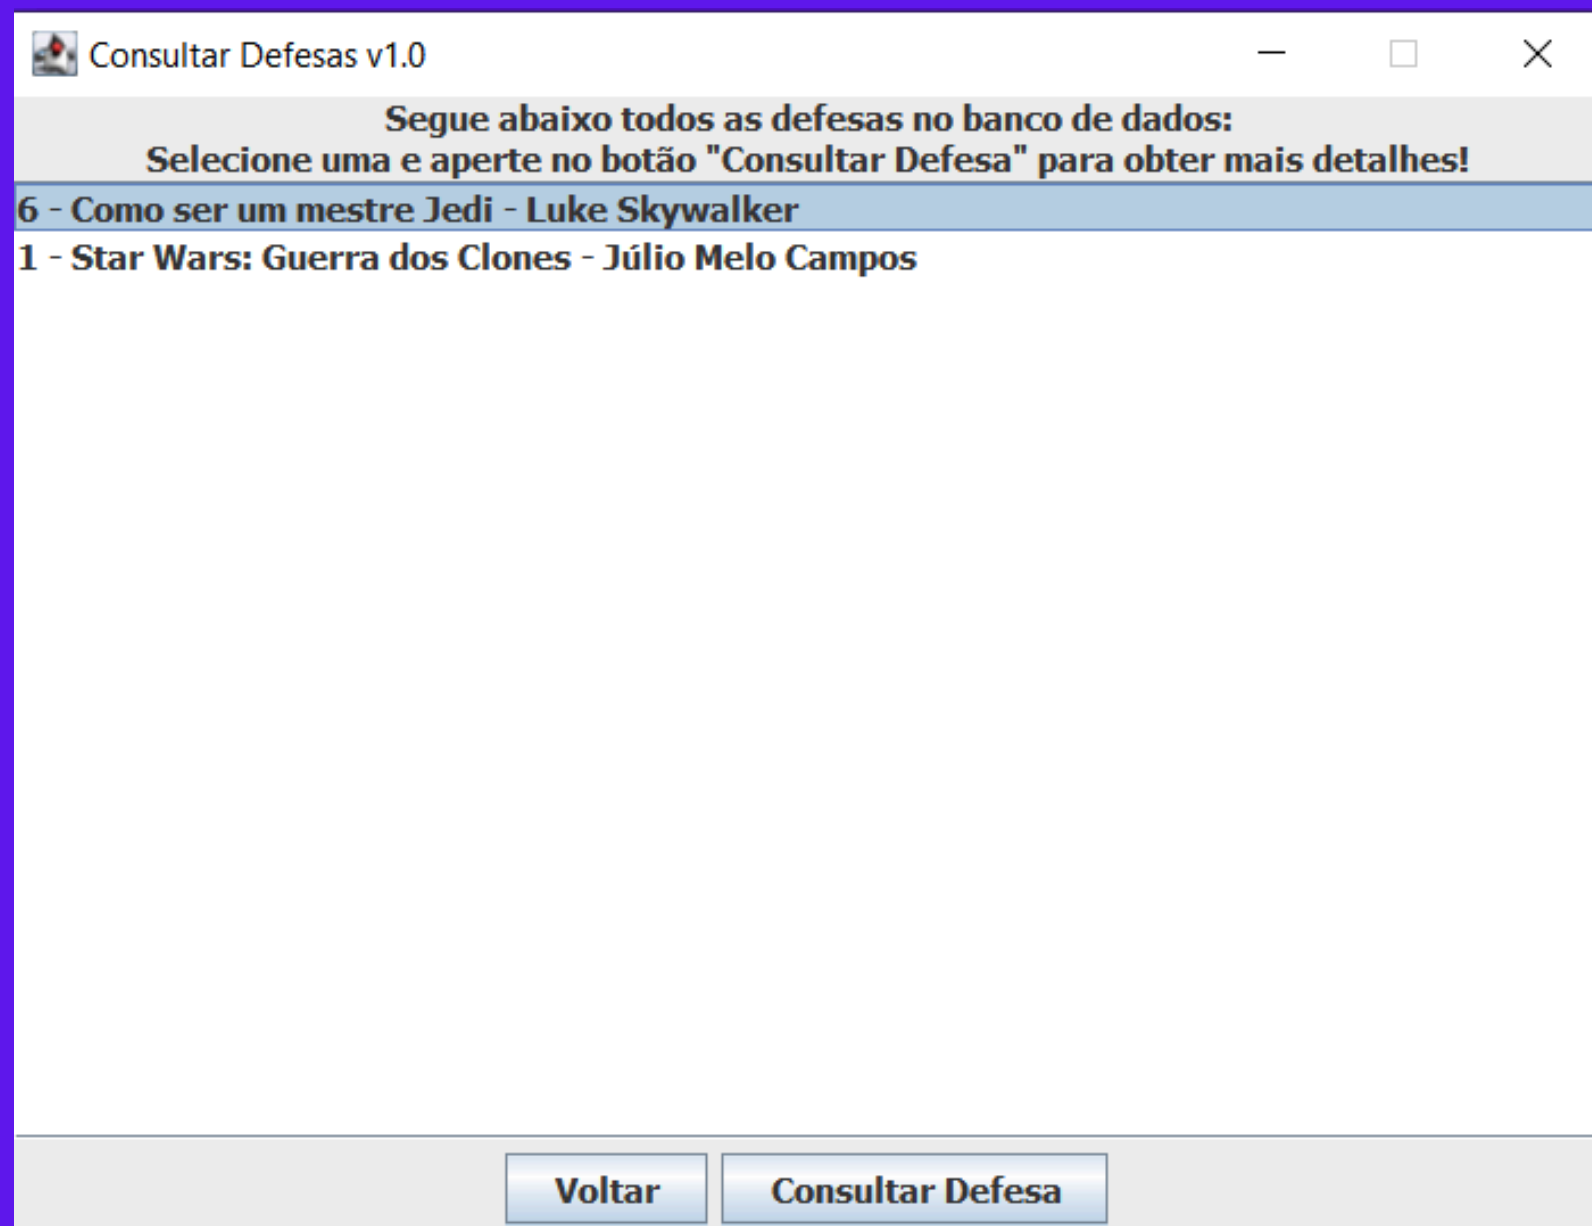 Consultar Defesas v1.0
Segue abaixo todos as defesas no banco de dados:
Selecione uma e aperte no botão "Consultar Defesa" para obter mais detalhes!
6 - Como ser um mestre Jedi - Luke Skywalker
1 - Star Wars: Guerra dos Clones - Júlio Melo Campos
Voltar
Consultar Defesa